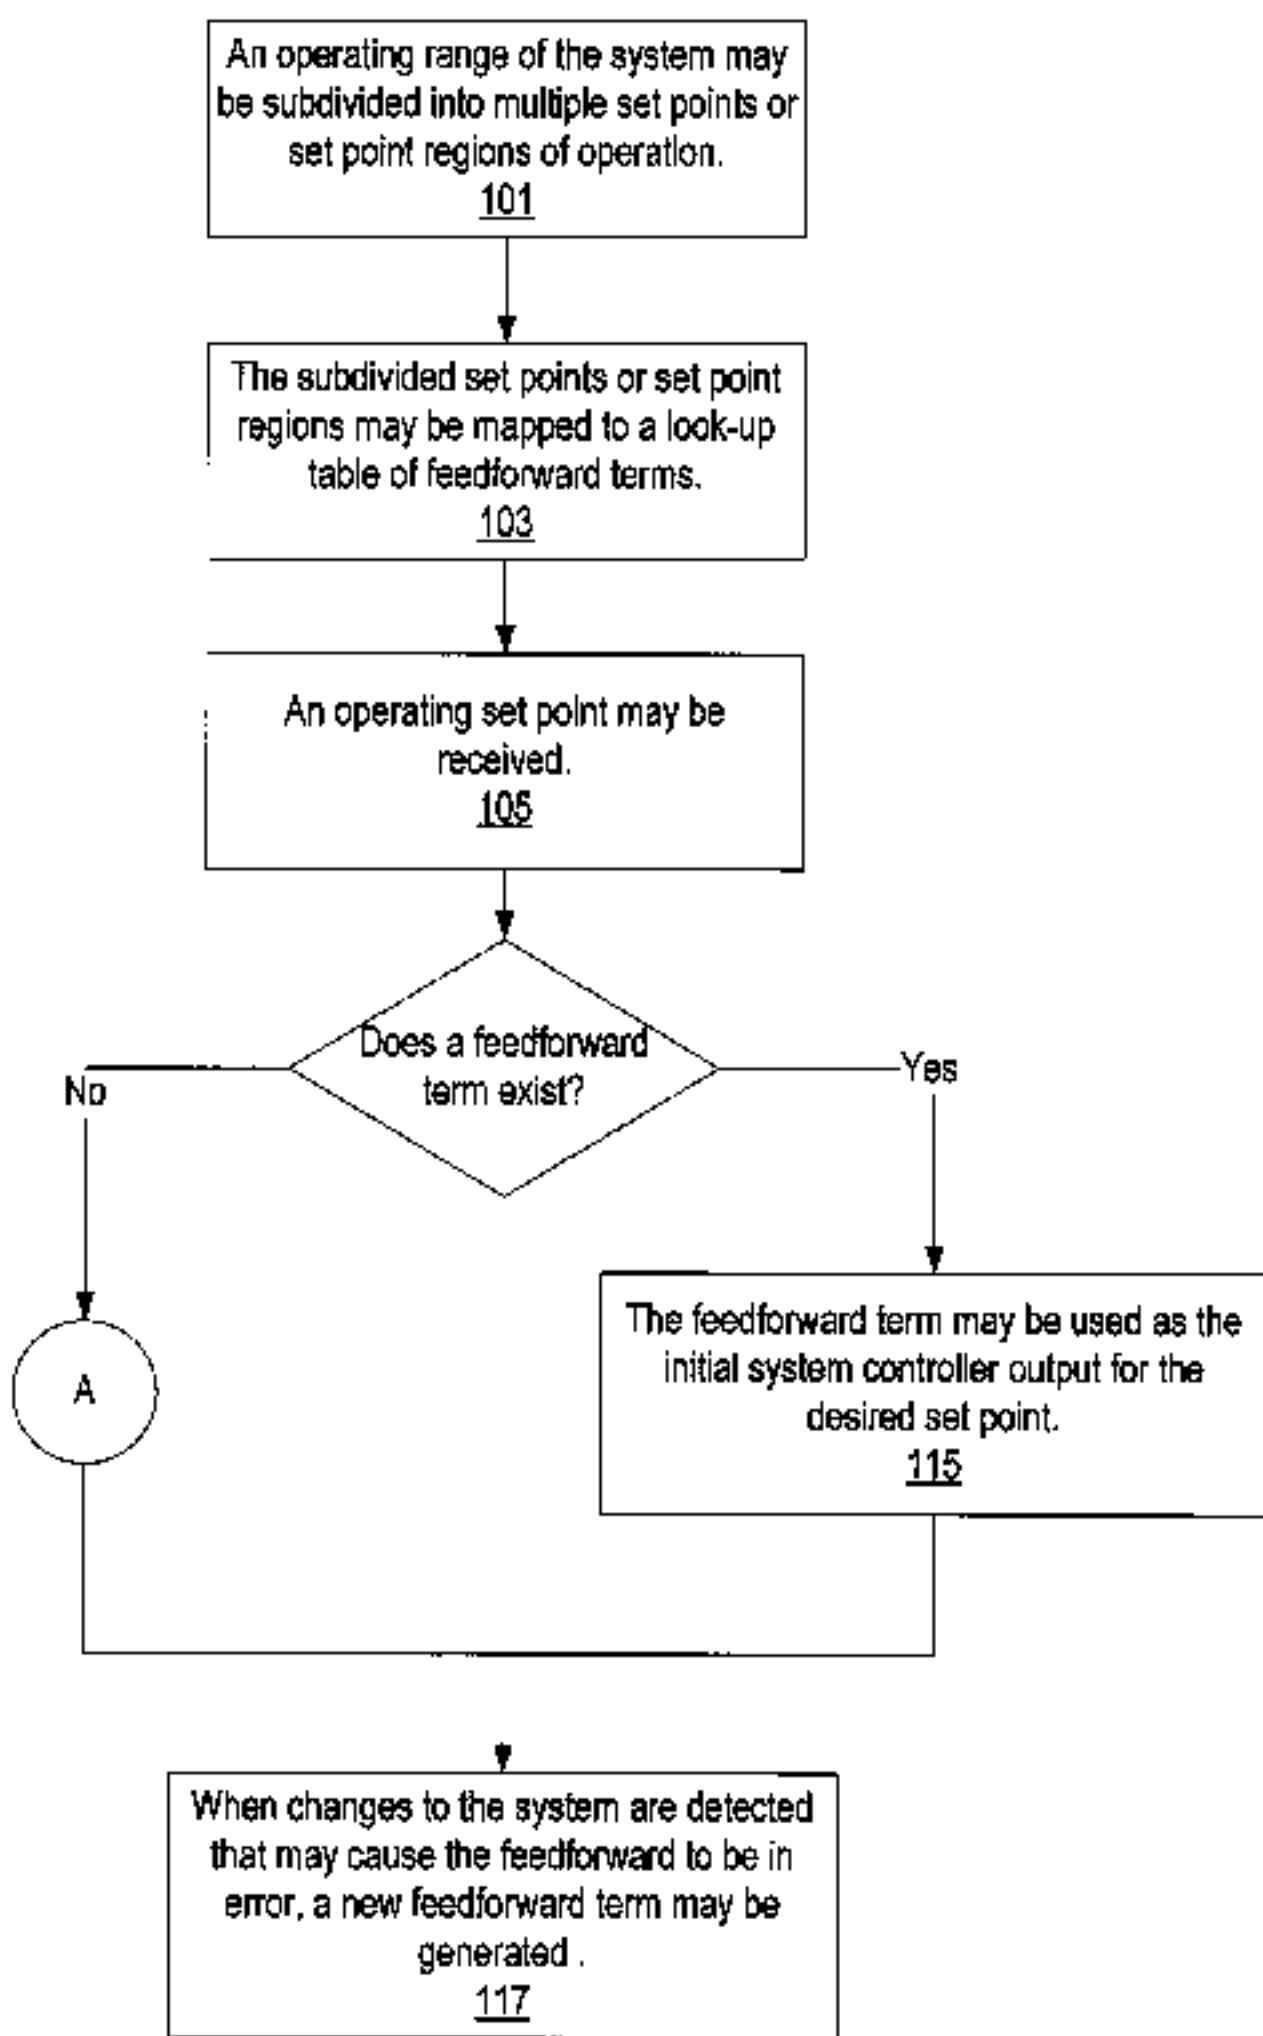 An operating range of the system may
be subdivided into multiple set points or
set point regions of operation.
101
The subdivided set points or set point
regions may be mapped to a look-up
table of feedforward terms.
103
An operating set point may be
received.
105
Does a feedforward
term exist?
No
Yes
A
The feedforward term may be used as the
initial system controller output for the
desired set point.
115
When changes to the system are detected
that may cause the feedforward to be in
error, a new feedforward term may be
generated .
117